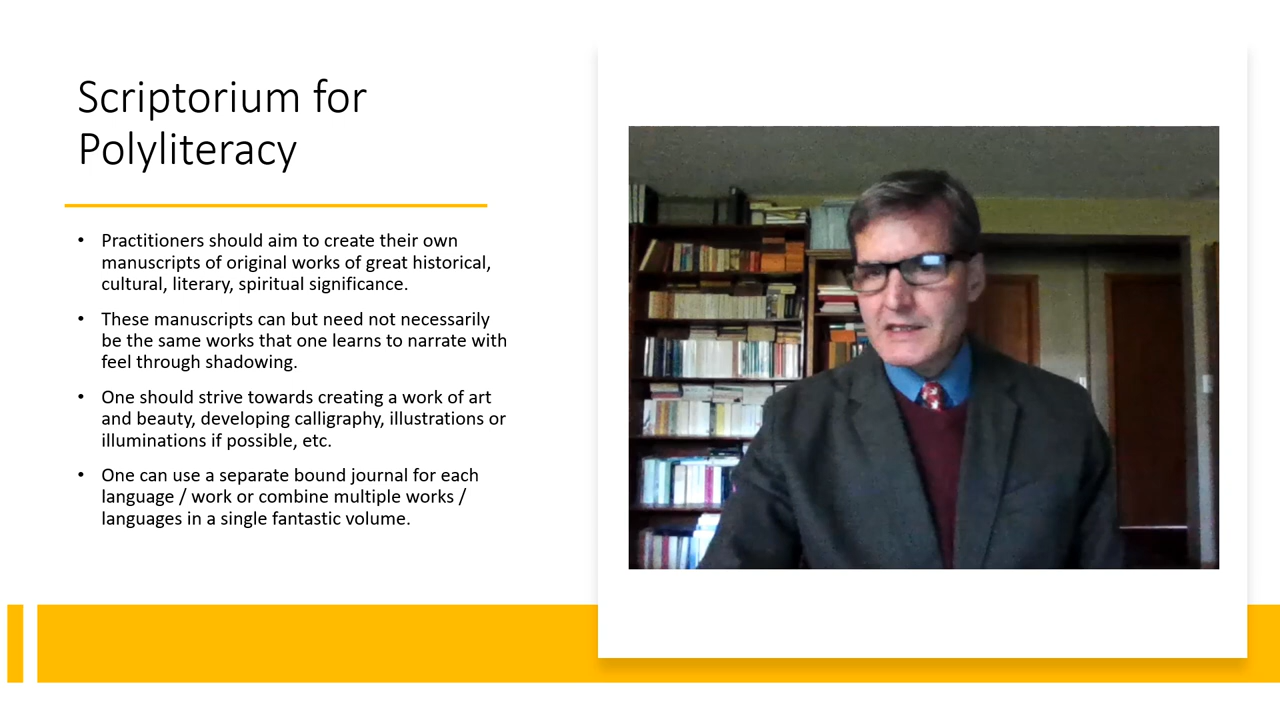 Scriptorium for
Polyliteracy
• Practitioners should aim to create their own
manuscripts of original works of great historical,
cultural, literary, spiritual significance.
• These manuscripts can but need not necessarily
be the same works that one learns to narrate with
feel through shadowing.
• One should strive towards creating a work of art
and beauty, developing calligraphy, illustrations or
illuminations if possible, etc.
• One can use a separate bound journal for each
language / work or combine multiple works /
languages in a single fantastic volume.